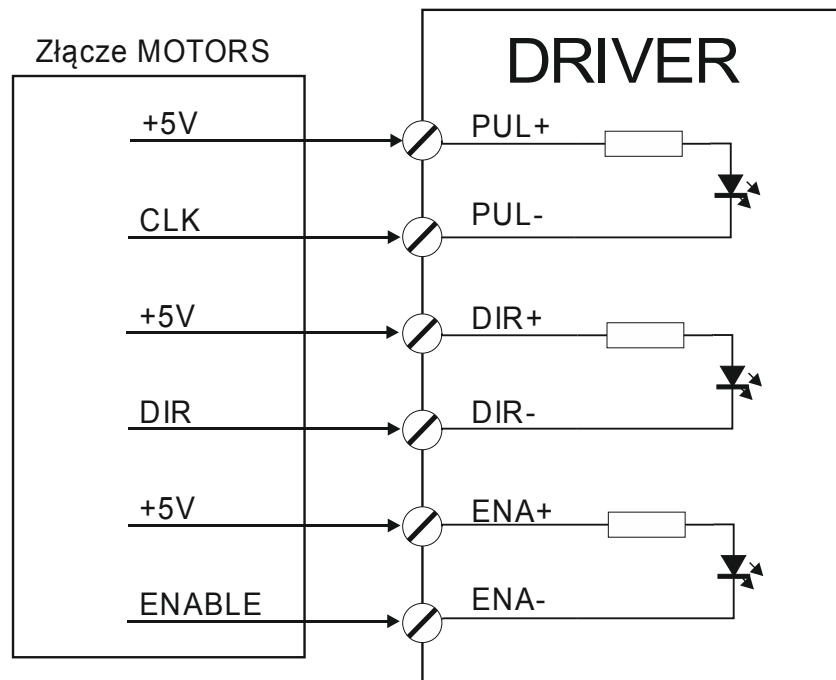 Złącze MOTORS
DRIVER
+5V
PUL+
CLK
PUL-
+5V
DIR+
DIR
DIR-
+5V
ENA+
ENABLE
ENA-